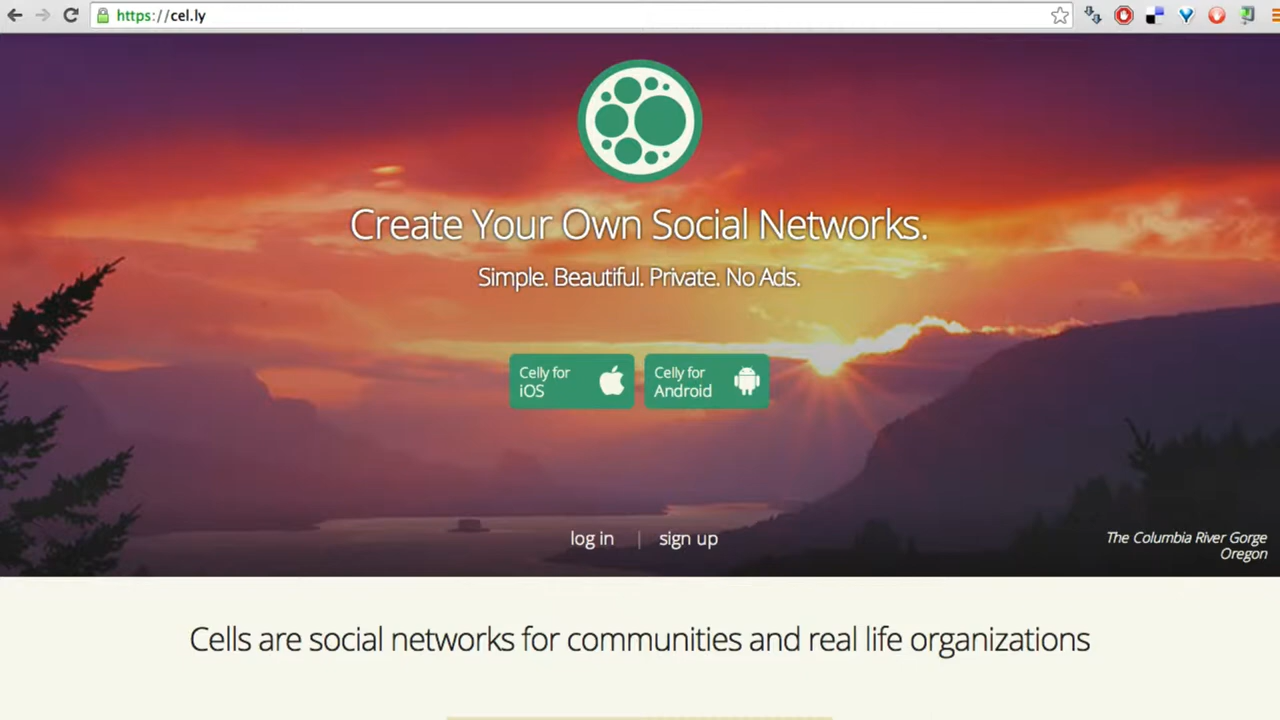 https://cel.ly
Create Your Own Social Networks.
Simple. Beautiful. Private. No Ads.
Celly for
iOS
Celly for
Android
log in | sign up
The Columbia River Gorge
Oregon
Cells are social networks for communities and real life organizations